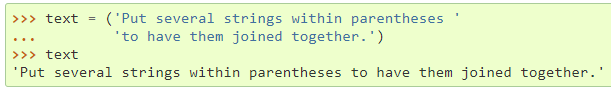 >>> text = ('Put several strings within parentheses '
...         'to have them joined together.')
>>> text
'Put several strings within parentheses to have them joined together.'